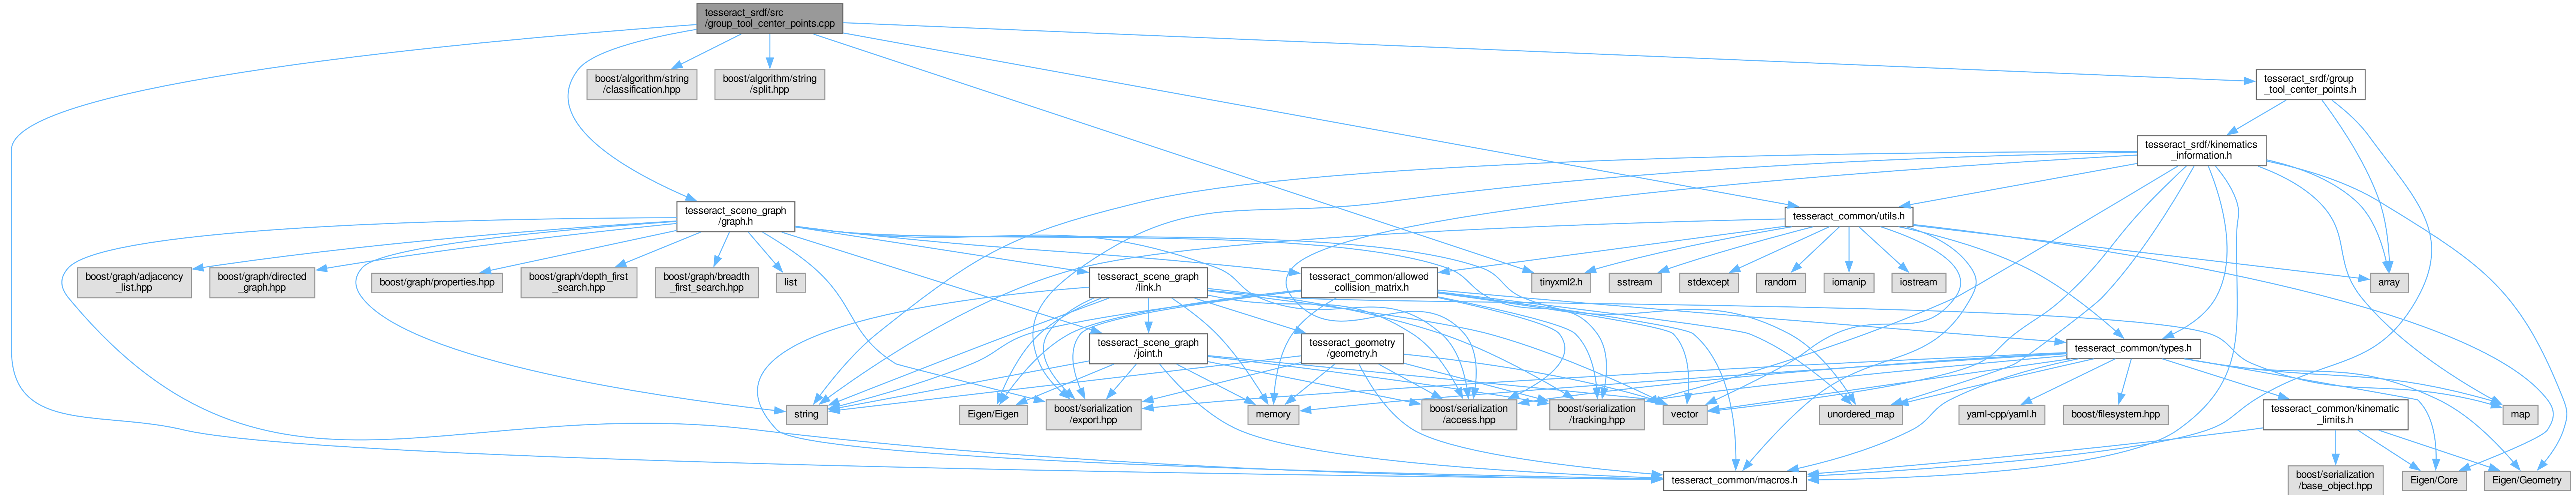 tesseract_srdf/src
/group_tool_center_points.cpp
boost/algorithm/string
/classification.hpp
boost/algorithm/string
/split.hpp
tesseract_srdf/group
_tool_center_points.h
tesseract_srdf/kinematics
_information.h
tesseract_scene_graph
/graph.h
tesseract_common/utils.h
boost/graph/adjacency
_list.hpp
boost/graph/directed
_graph.hpp
boost/graph/properties.hpp
boost/graph/depth_first
_search.hpp
boost/graph/breadth
_first_search.hpp
list
tesseract_scene_graph
/link.h
tesseract_common/allowed
_collision_matrix.h
tinyxml2.h
sstream
stdexcept
random
iomanip
iostream
array
tesseract_scene_graph
/joint.h
tesseract_geometry
/geometry.h
tesseract_common/types.h
string
Eigen/Eigen
boost/serialization
/export.hpp
memory
boost/serialization
/access.hpp
boost/serialization
/tracking.hpp
vector
unordered_map
yaml-cpp/yaml.h
boost/filesystem.hpp
tesseract_common/kinematic
_limits.h
map
tesseract_common/macros.h
boost/serialization
/base_object.hpp
Eigen/Core
Eigen/Geometry